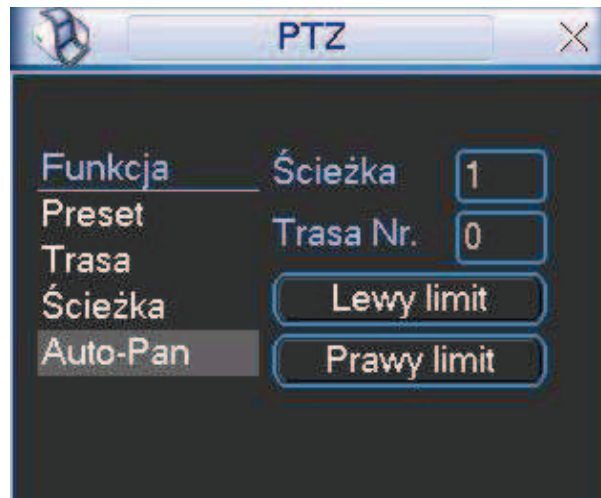 PTZ
Funkcja
Preset
Trasa
Ścieżka
Auto-Pan
Ścieżka 1
Trasa Nr. 0
Lewy limit
Prawy limit